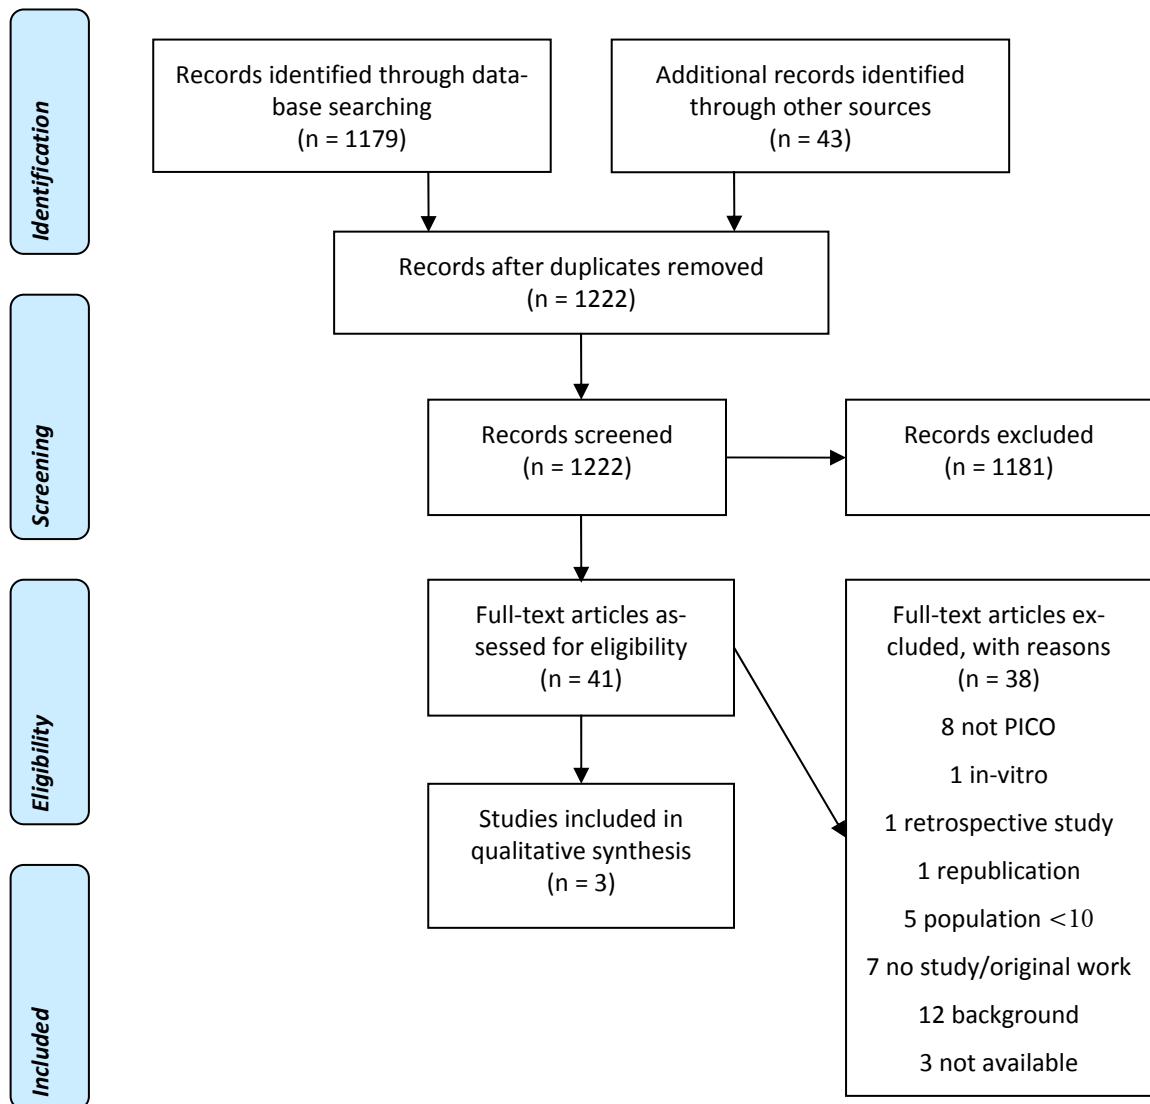 Identification
Records identified through data-
base searching
(n = 1179)
Additional records identified
through other sources
(n = 43)
Records after duplicates removed
(n = 1222)
Screening
Records screened
(n = 1222)
Records excluded
(n = 1181)
Eligibility
Full-text articles as-
sessed for eligibility
(n = 41)
Full-text articles ex-
cluded, with reasons
(n = 38)
8 not PICO
1 in-vitro
1 retrospective study
1 republication
5 population <10
7 no study/original work
12 background
3 not available
Studies included in
qualitative synthesis
(n = 3)
Included